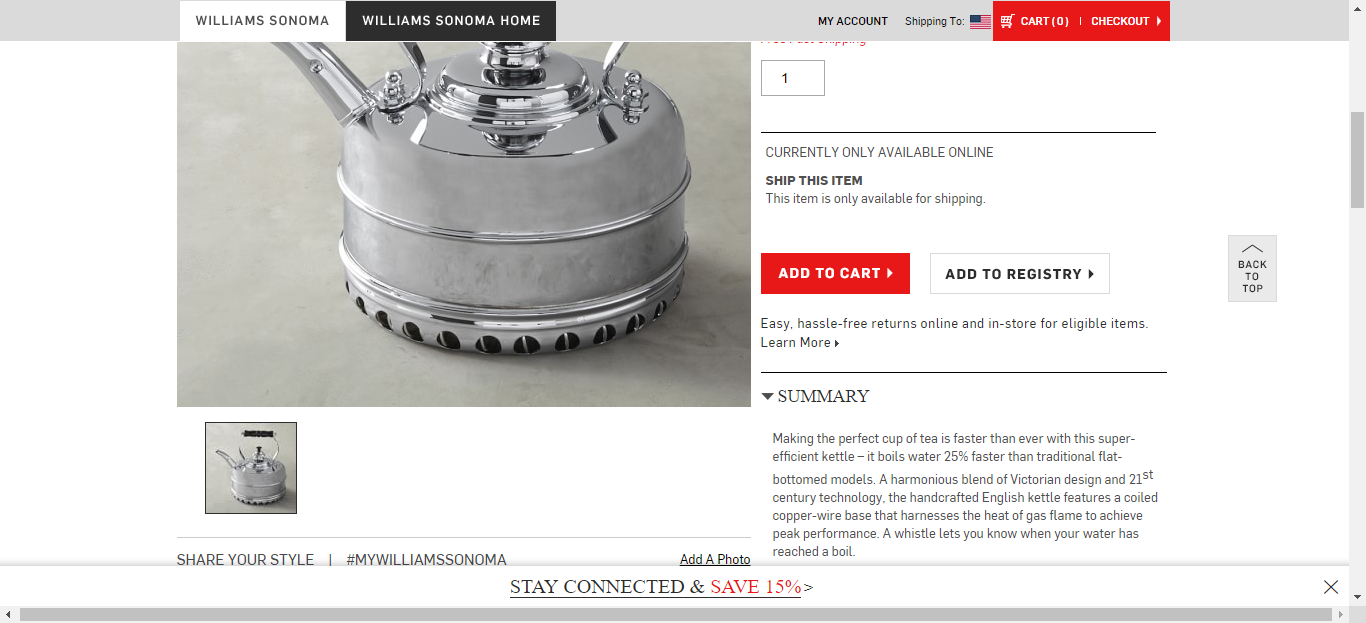 WILLIAMS SONOMA
WILLIAMS SONOMA HOME
MY ACCOUNT
Shipping To:
CART (0) | CHECKOUT
Free Fast Shipping
1
CURRENTLY ONLY AVAILABLE ONLINE
SHIP THIS ITEM
This item is only available for shipping.
ADD TO CART
ADD TO REGISTRY
BACK
TO
TOP
Easy, hassle-free returns online and in-store for eligible items.
Learn More
SUMMARY
Making the perfect cup of tea is faster than ever with this super-
efficient kettle – it boils water 25% faster than traditional flat-
bottomed models. A harmonious blend of Victorian design and 21st
century technology, the handcrafted English kettle features a coiled
copper-wire base that harnesses the heat of gas flame to achieve
peak performance. A whistle lets you know when your water has
reached a boil.
SHARE YOUR STYLE | #MYWILLIAMSSONOMA
Add A Photo
STAY CONNECTED & SAVE 15% >